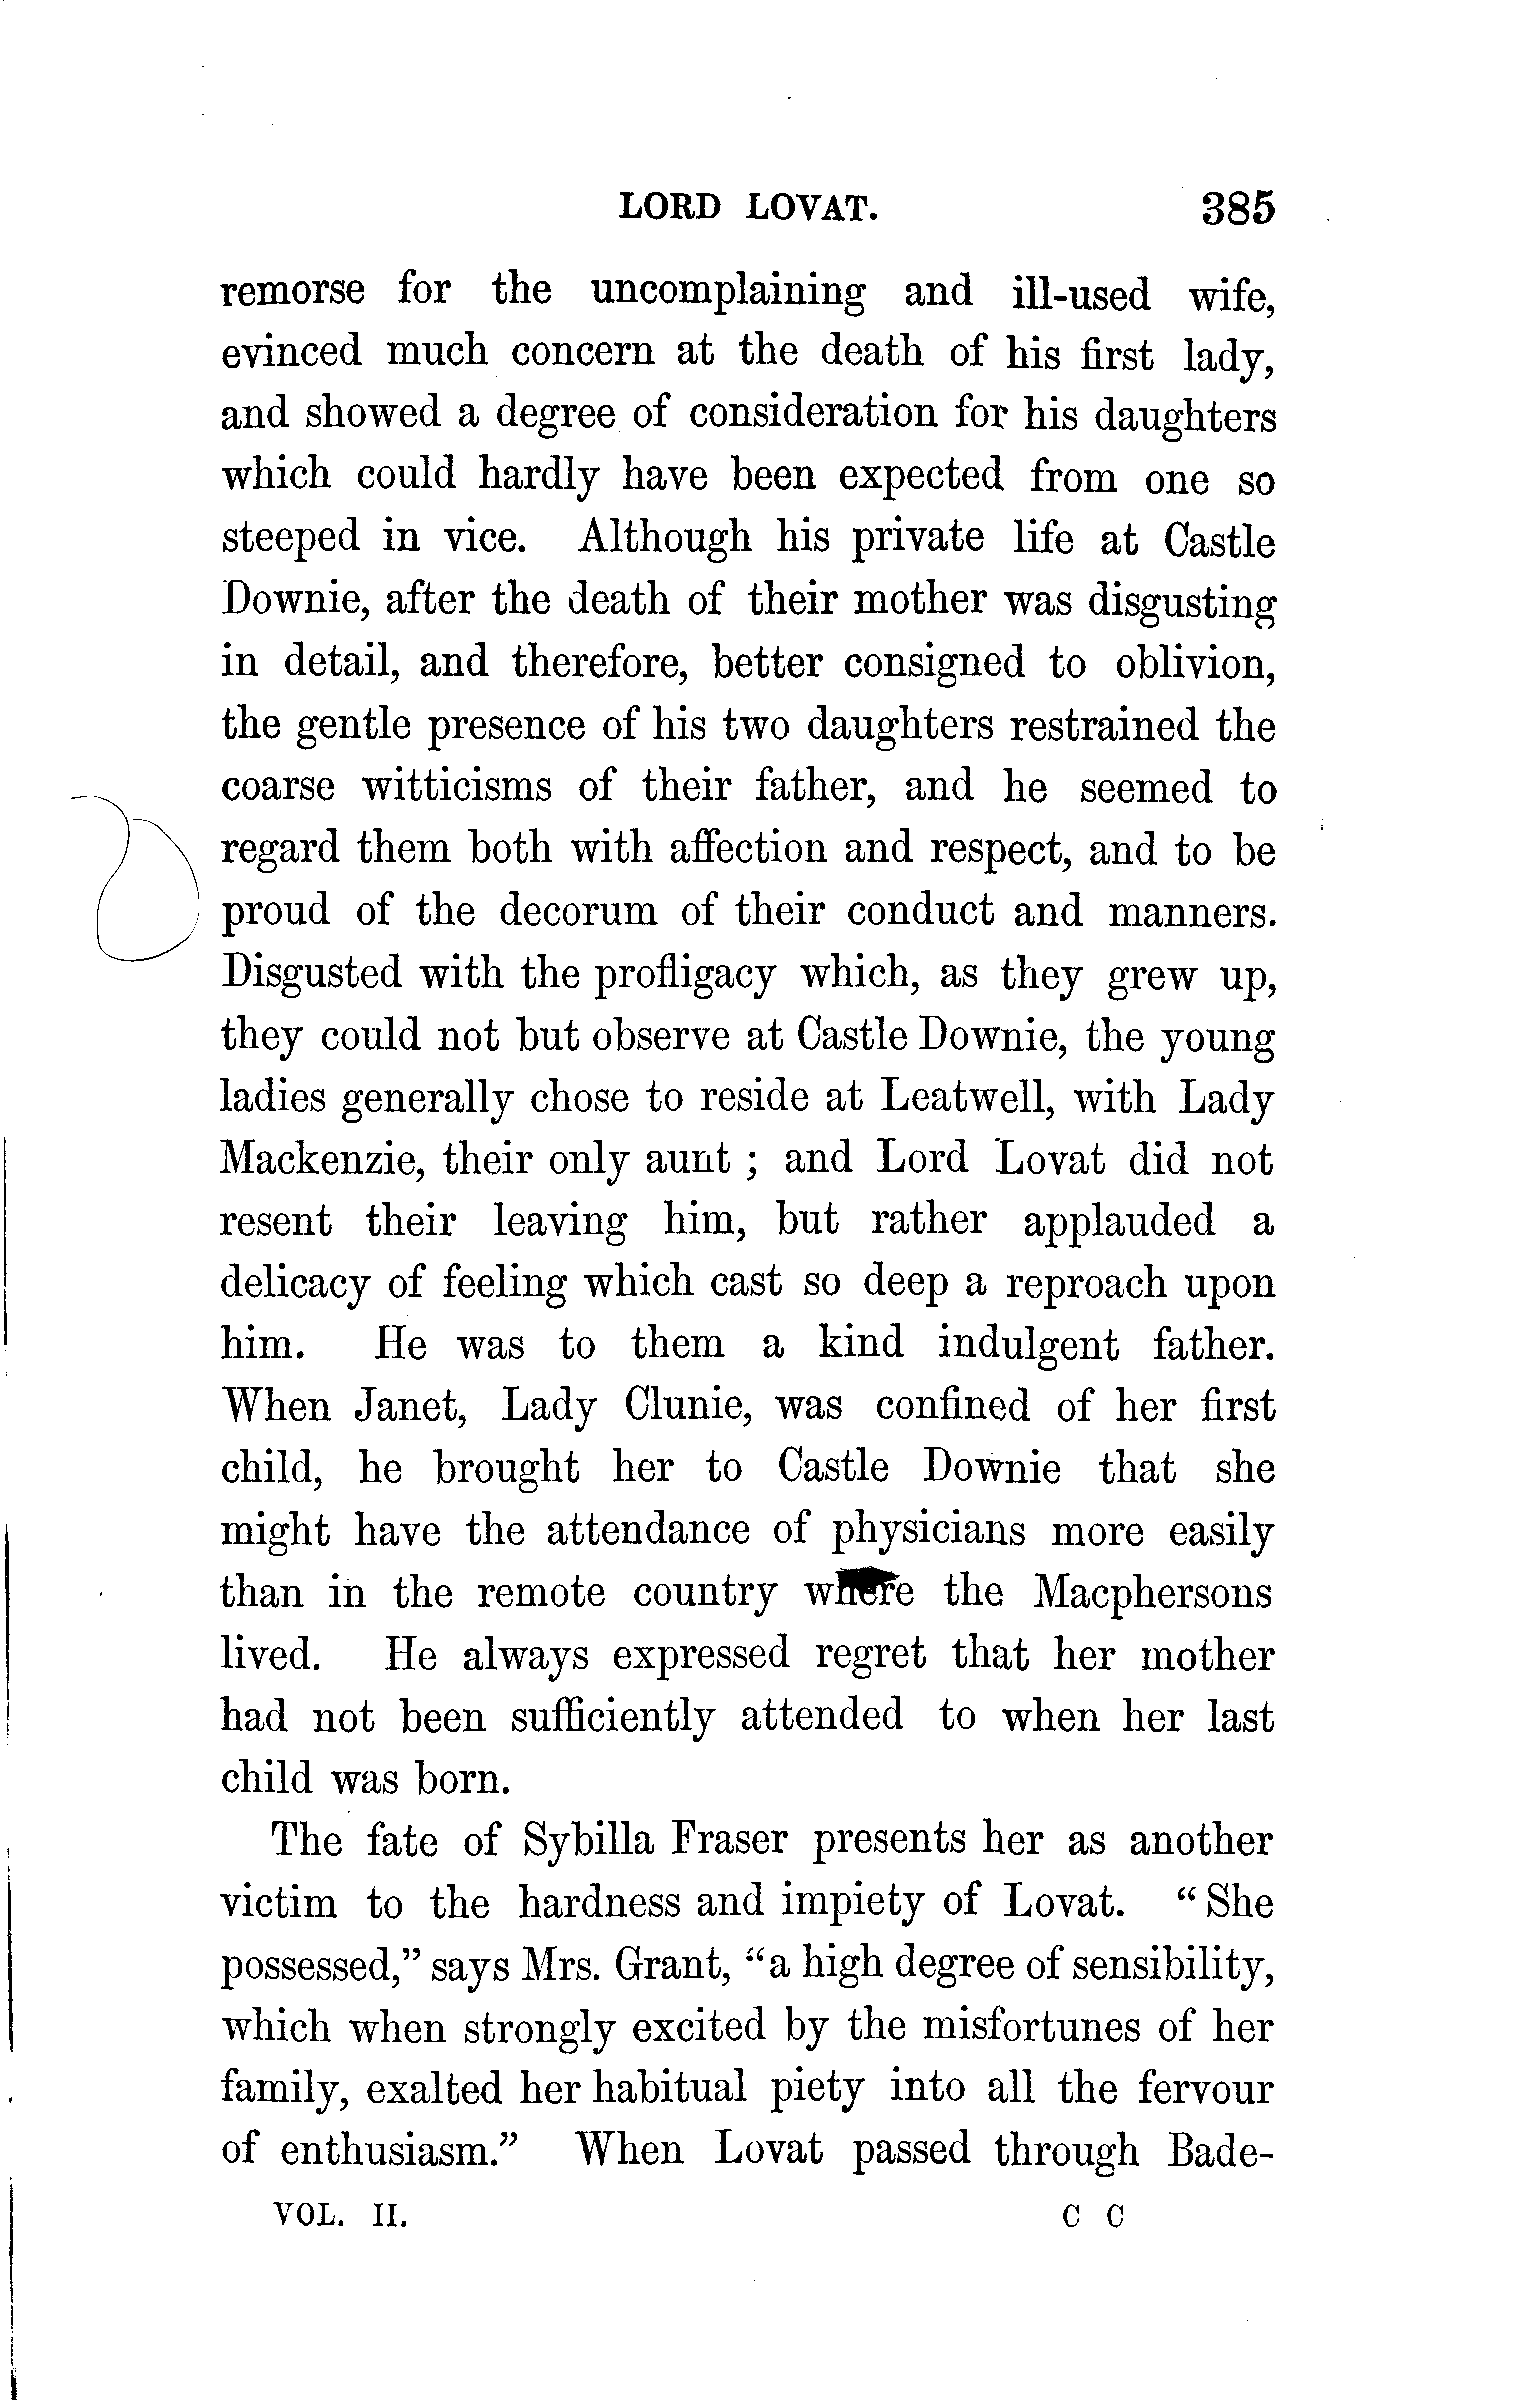 LORD LOVAT. 385
remorse for the uncomplaining and ill-used wife,
evinced much concern at the death of his first lady,
and showed a degree of consideration for his daughters
which could hardly have been expected from one so
steeped in vice. Although his private life at Castle
Downie, after the death of their mother was disgusting
in detail, and therefore, better consigned to oblivion,
the gentle presence of his two daughters restrained the
coarse witticisms of their father, and he seemed to
regard them both with affection and respect, and to be
proud of the decorum of their conduct and manners.
Disgusted with the profligacy which, as they grew up,
they could not but observe at Castle Downie, the young
ladies generally chose to reside at Leatwell, with Lady
Mackenzie, their only aunt ; and Lord Lovat did not
resent their leaving him, but rather applauded a
delicacy of feeling which cast so deep a reproach upon
him. He was to them a kind indulgent father.
When Janet, Lady Clunie, was confined of her first
child, he brought her to Castle Downie that she
might have the attendance of physicians more easily
than in the remote country where the Macphersons
lived. He always expressed regret that her mother
had not been sufficiently attended to when her last
child was born.
The fate of Sybilla Fraser presents her as another
victim to the hardness and impiety of Lovat. “She
possessed,” says Mrs. Grant, “a high degree of sensibility,
which when strongly excited by the misfortunes of her
family, exalted her habitual piety into all the fervour
of enthusiasm.” When Lovat passed through Bade-
VOL. II. C C